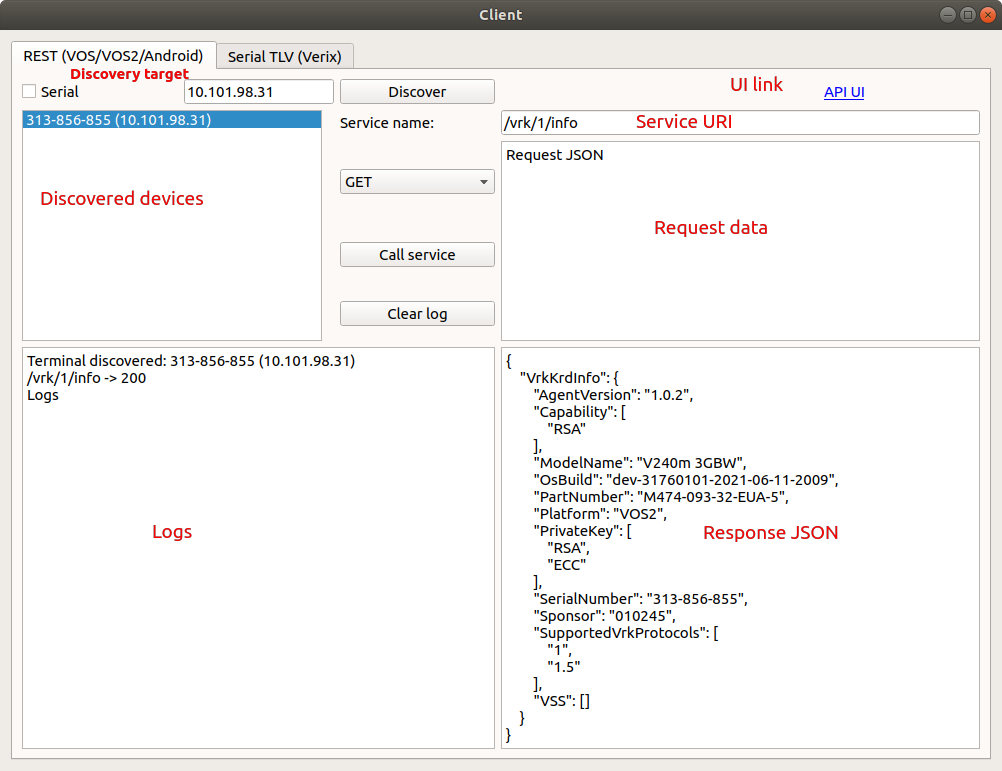 Client
REST (VOS/VOS2/Android)
Serial TLV (Verix)
Discovery target
Serial
10.101.98.31
Discover
UI link
API UI
313-856-855 (10.101.98.31)
Discovered devices
Service name:
/vrk/1/info
Service URI
GET
Call service
Clear log
Request JSON
Request data
Terminal discovered: 313-856-855 (10.101.98.31)
/vrk/1/info -> 200
Logs
Logs
{
"VrkKrdInfo": {
"AgentVersion": "1.0.2",
"Capability": [
"RSA"
],
"ModelName": "V240m 3GBW",
"OsBuild": "dev-31760101-2021-06-11-2009",
"PartNumber": "M474-093-32-EUA-5",
"Platform": "VOS2",
"PrivateKey": [
"RSA",
"ECC"
],
"SerialNumber": "313-856-855",
"Sponsor": "010245",
"SupportedVrkProtocols": [
"1",
"1.5"
],
"VSS": []
}
}
Response JSON